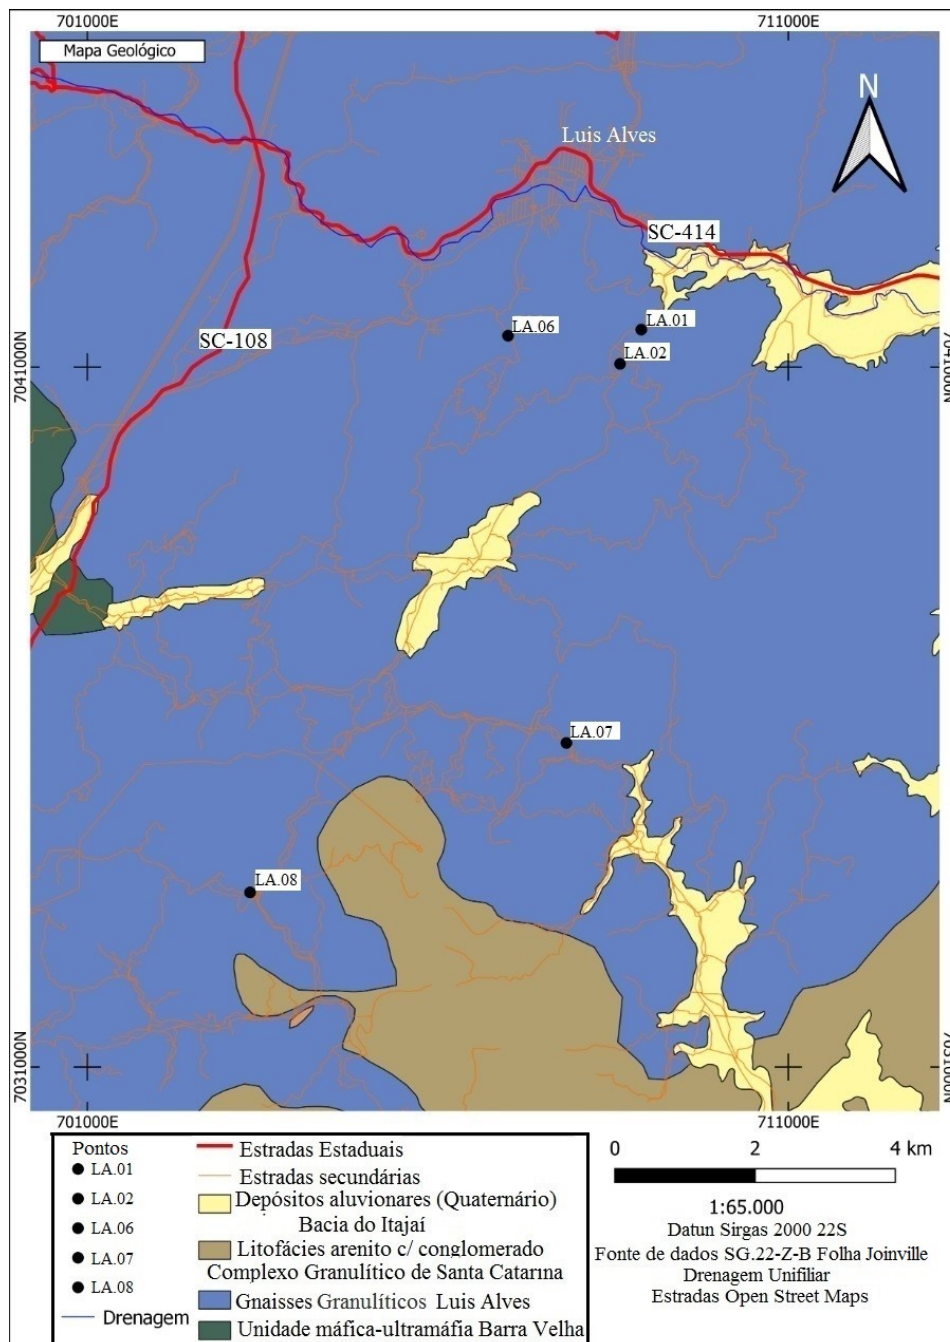 701000E
711000E
Mapa Geológico
N
Luis Alves
SC-414
LA.06
LA.01
SC-108
LA.02
7041000N
7041000N
LA.07
LA.08
7031000N
7031000N
701000E
711000E
Pontos
LA.01
LA.02
LA.06
LA.07
LA.08
Drenagem
Estradas Estaduais
Estradas secundárias
Depósitos aluvionares (Quaternário)
Bacia do Itajaí
Litofácies arenito c/ conglomerado
Complexo Granulítico de Santa Catarina
Gnaisses Granulíticos Luis Alves
Unidade máfica-ultramáfia Barra Velha
0 2 4 km
1:65.000
Datun Sirgas 2000 22S
Fonte de dados SG.22-Z-B Folha Joinville
Drenagem Unifiliar
Estradas Open Street Maps